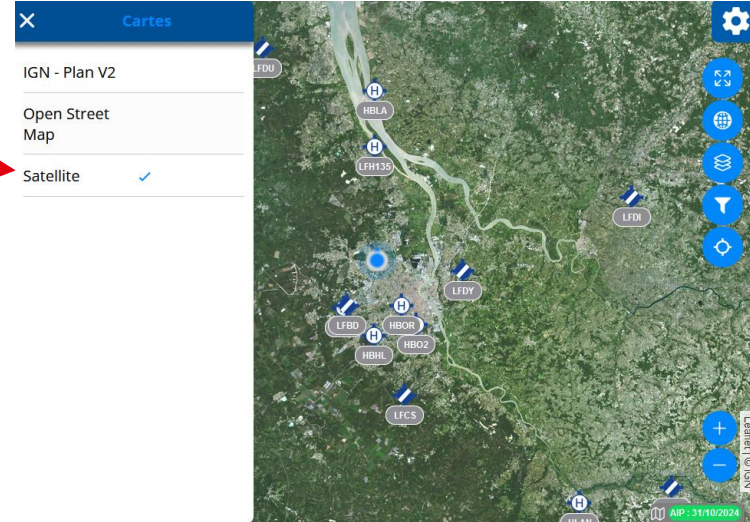 Cartes
IGN - Plan V2
Open Street
Map
Satellite
LFDU
H
HBLA
H
LFH135
LFDI
LFDY
LFBD
H
HBOR
HBO2
H
HBHL
LFCS
H
Leaflet | © IGN
AIP : 31/10/2024